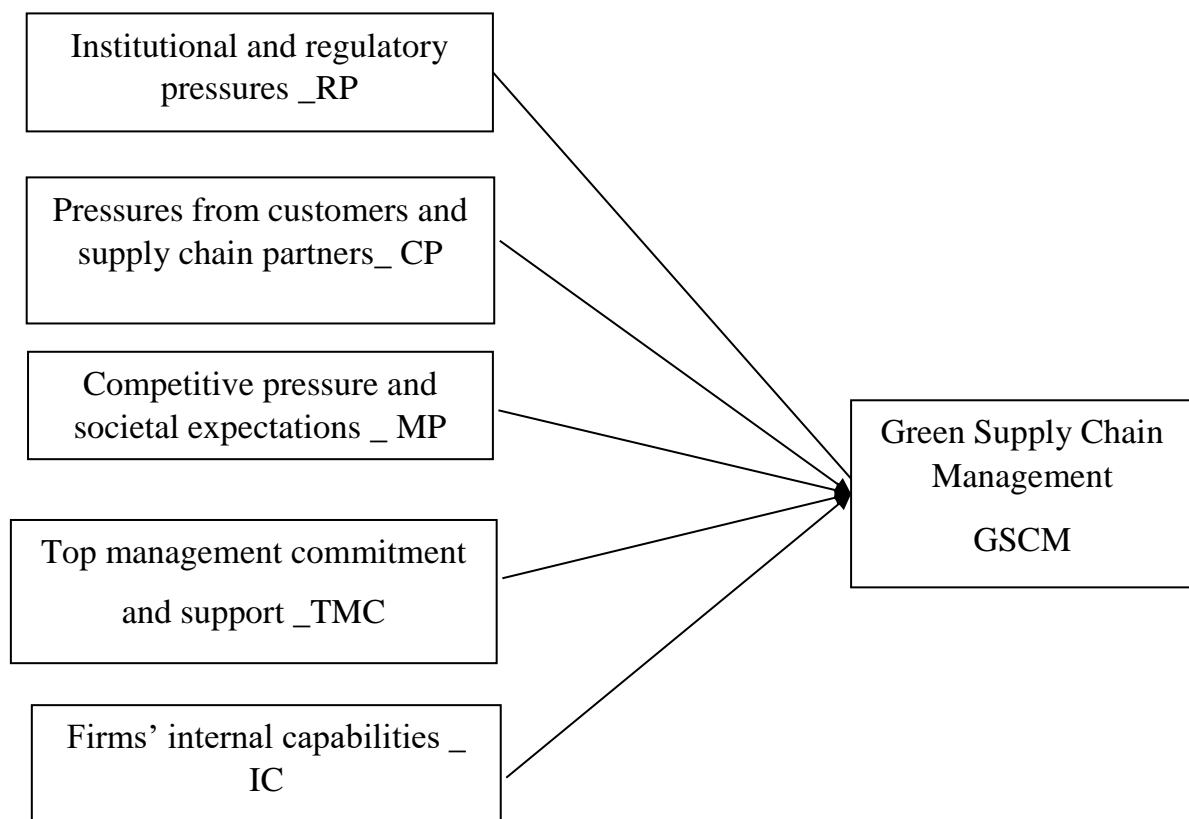 Institutional and regulatory
pressures _RP
Pressures from customers and
supply chain partners_ CP
Competitive pressure and
societal expectations _ MP
Top management commitment
and support _TMC
Firms’ internal capabilities _
IC
Green Supply Chain
Management
GSCM